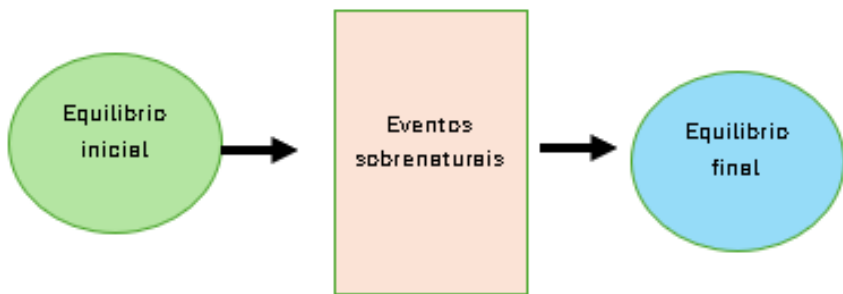 Equilibrio
inicial
Eventos
sobrenaturais
Equilibrio
final